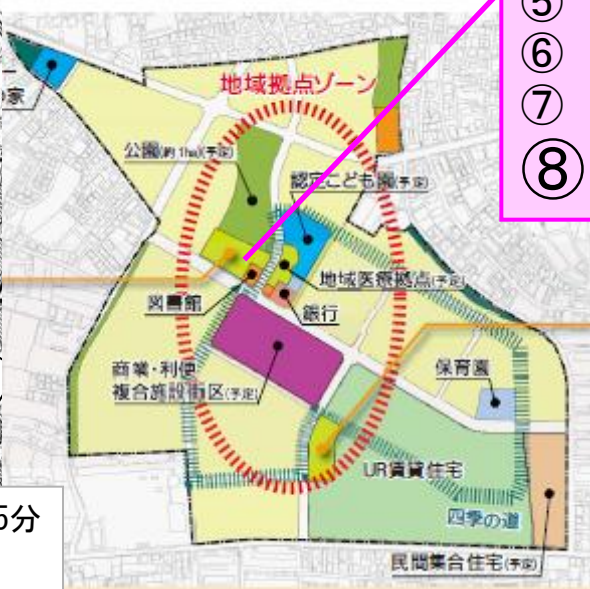 ⑤
⑥
⑦
⑧
の家
地域拠点ゾーン
公園(約1ha)(予定)
認定こども園(予定)
地域医療拠点(予定)
図書館
銀行
商業・利便
複合施設街区(予定)
保育園
UR賃貸住宅
四季の道
5分
民間集合住宅(予定)